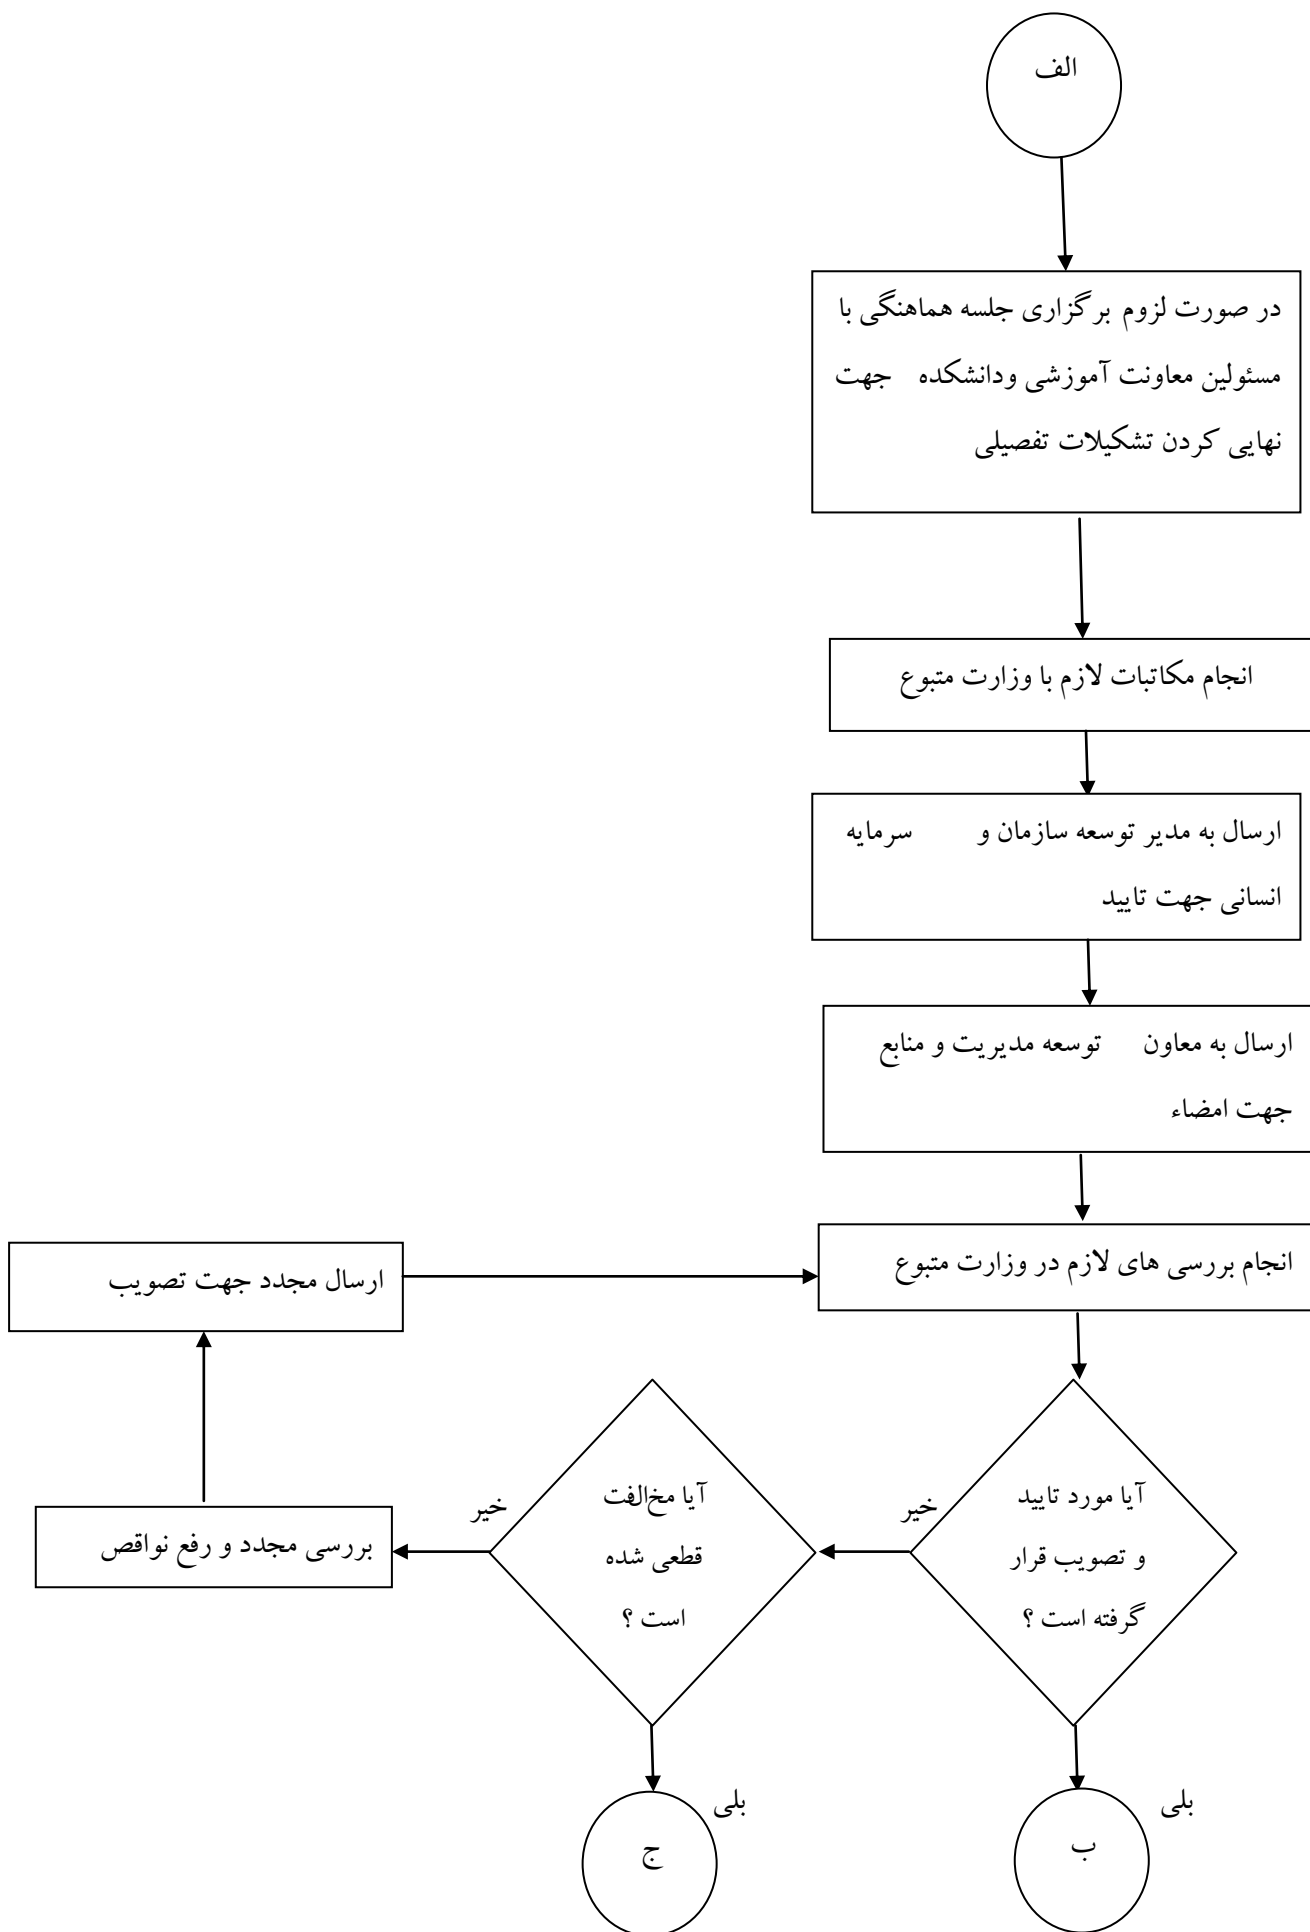 الف
در صورت لزوم برگزاری جلسه هماهنگی با
مسئولین معاونت آموزشی ودانشکده جهت
نهایی کردن تشکیلات تفصیلی
انجام مکاتبات لازم با وزارت متبوع
ارسال به مدیر توسعه سازمان و سرمایه
انسانی جهت تایید
ارسال به معاون توسعه مدیریت و منابع
جهت امضاء
انجام بررسی های لازم در وزارت متبوع
ارسال مجدد جهت تصویب
آیا مورد تایید
و تصویب قرار
گرفته است ؟
خیر
آیا مخالفت
قطعی شده
است ؟
خیر
بررسی مجدد و رفع نواقص
بلی
ب
بلی
ج